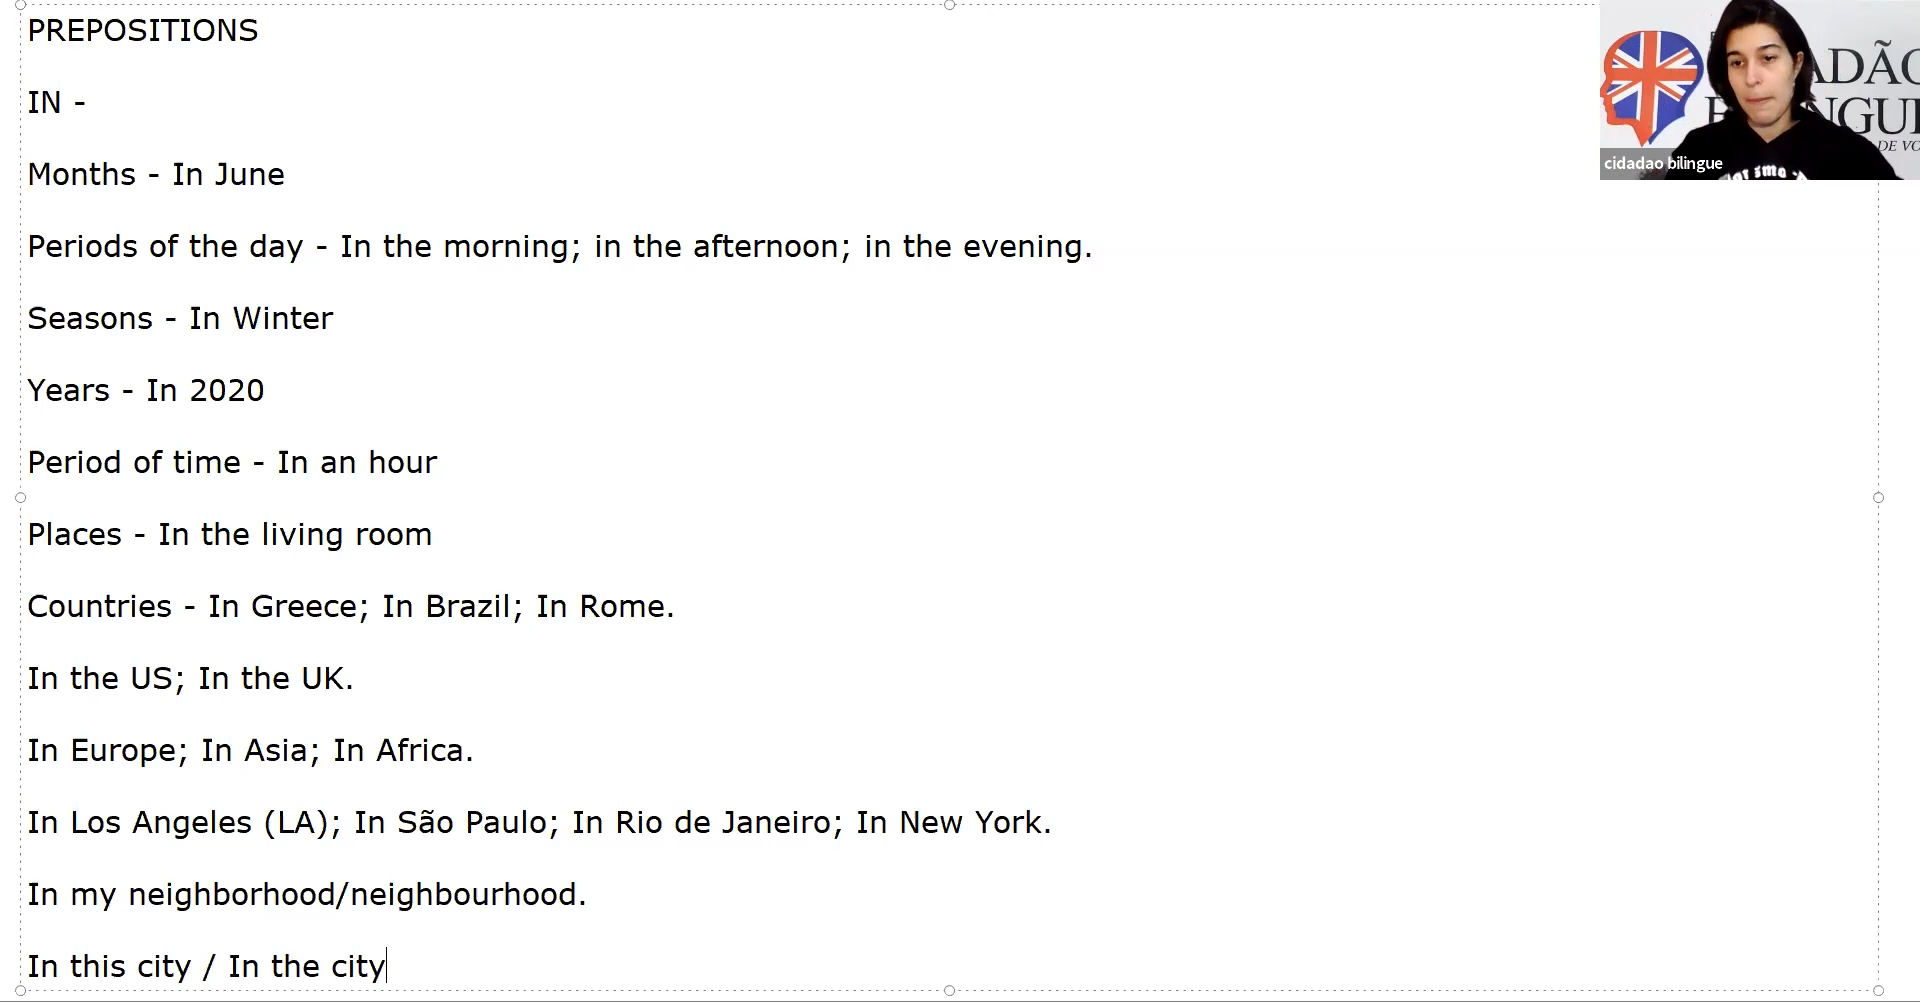 PREPOSITIONS
IN -
Months - In June
Periods of the day - In the morning; in the afternoon; in the evening.
Seasons - In Winter
Years - In 2020
Period of time - In an hour
Places - In the living room
Countries - In Greece; In Brazil; In Rome.
In the US; In the UK.
In Europe; In Asia; In Africa.
In Los Angeles (LA); In São Paulo; In Rio de Janeiro; In New York.
In my neighborhood/neighbourhood.
In this city / In the city
cidadao bilingue